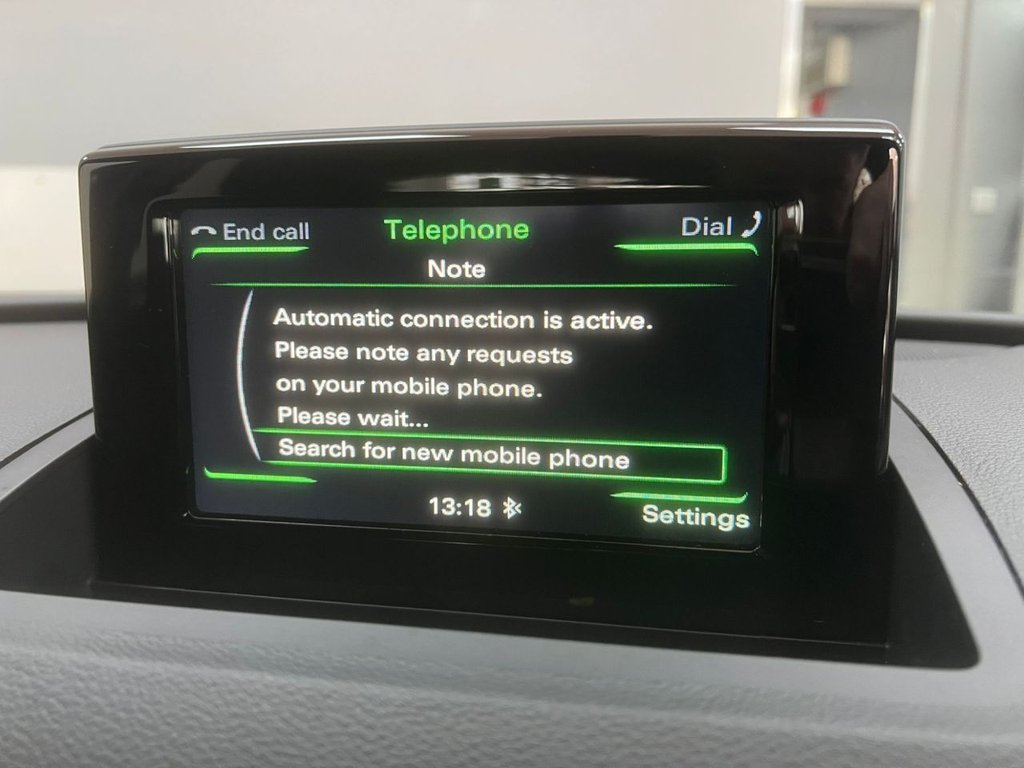 End call
Telephone
Dial
Note
Automatic connection is active.
Please note any requests
on your mobile phone.
Please wait...
Search for new mobile phone
13:18
Settings